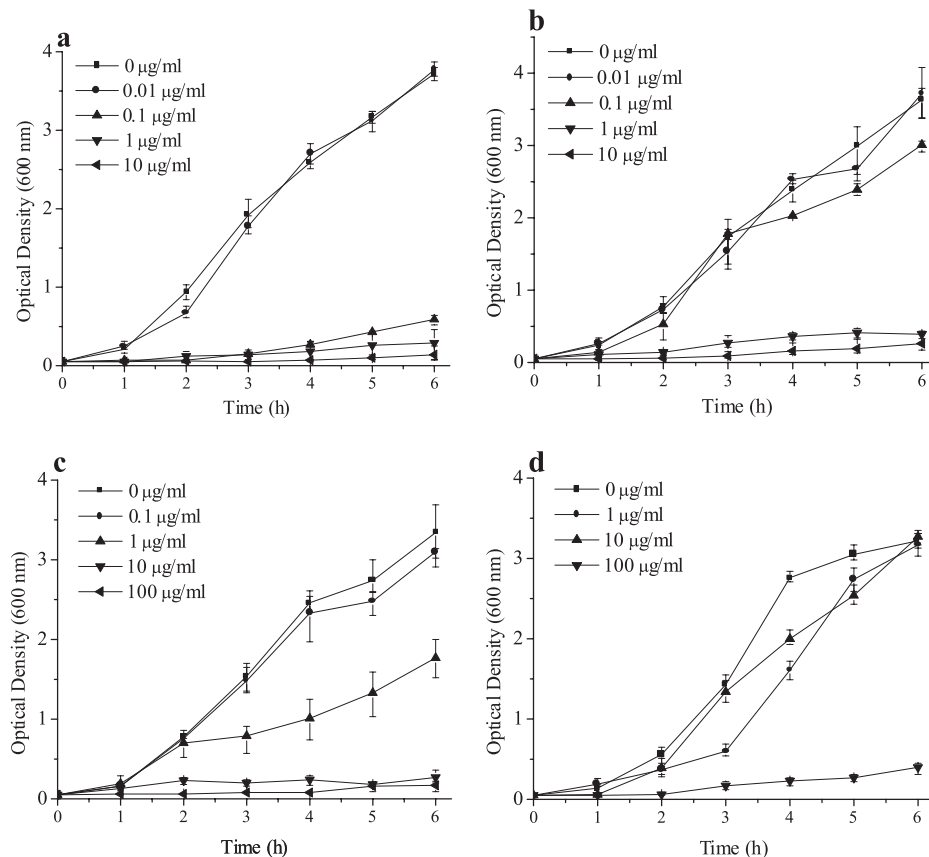 a
0 µg/ml
0.01 µg/ml
0.1 µg/ml
1 µg/ml
10 µg/ml
Optical Density (600 nm)
4
3
2
1
0
0 1 2 3 4 5 6
Time (h)
b
0 µg/ml
0.01 µg/ml
0.1 µg/ml
1 µg/ml
10 µg/ml
Optical Density (600 nm)
4
3
2
1
0
0 1 2 3 4 5 6
Time (h)
c
0 µg/ml
0.1 µg/ml
1 µg/ml
10 µg/ml
100 µg/ml
Optical Density (600 nm)
4
3
2
1
0
0 1 2 3 4 5 6
Time (h)
d
0 µg/ml
1 µg/ml
10 µg/ml
100 µg/ml
Optical Density (600 nm)
4
3
2
1
0
0 1 2 3 4 5 6
Time (h)